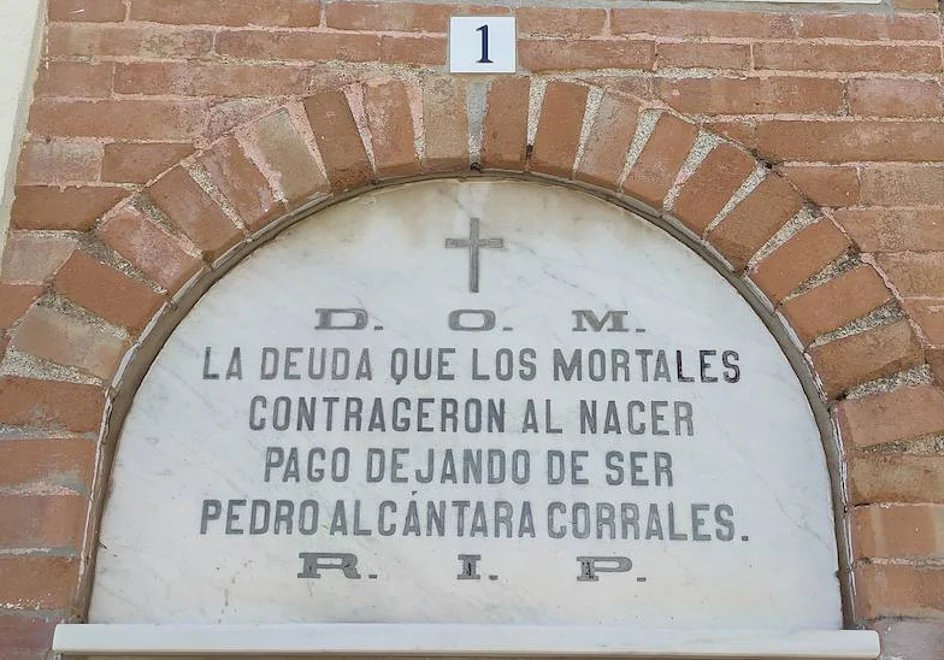 1
D. O. M.
LA DEUDA QUE LOS MORTALES
CONTRAGERON AL NACER
PAGO DEJANDO DE SER
PEDRO ALCÁNTARA CORRALES.
R. I. P.